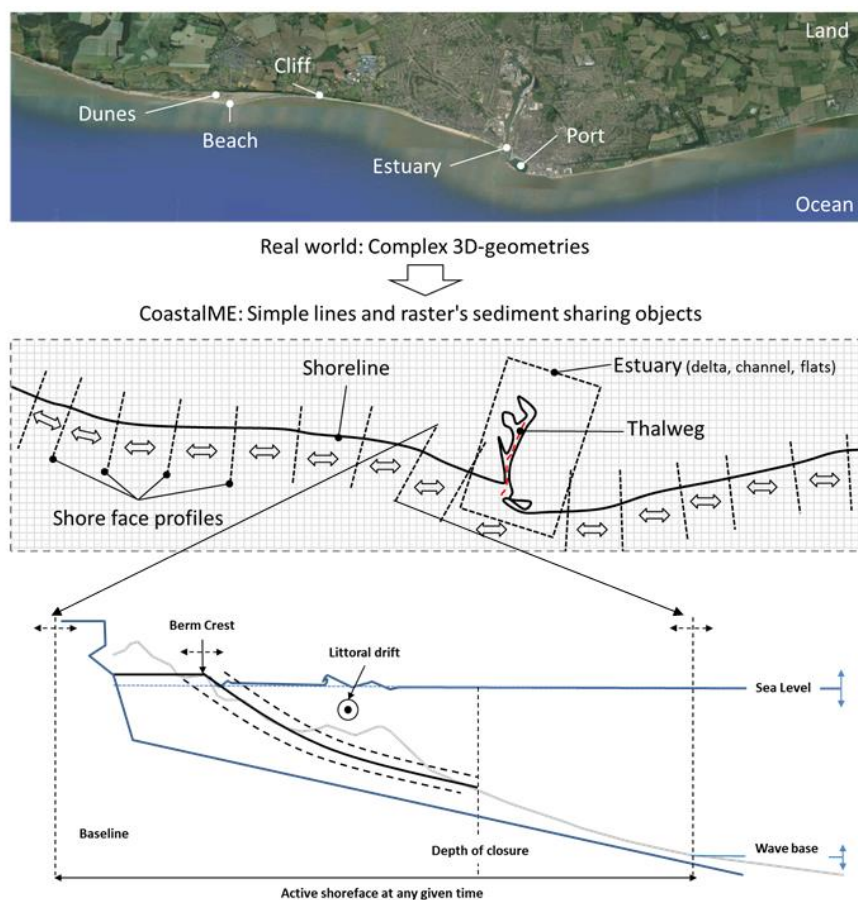 Land
Cliff
Dunes
Beach
Estuary
Port
Ocean
Real world: Complex 3D-geometries
CoastalME: Simple lines and raster's sediment sharing objects
Shoreline
Estuary (delta, channel, flats)
Thalweg
Shore face profiles
Berm Crest
Littoral drift
Sea Level
Baseline
Depth of closure
Wave base
Active shoreface at any given time